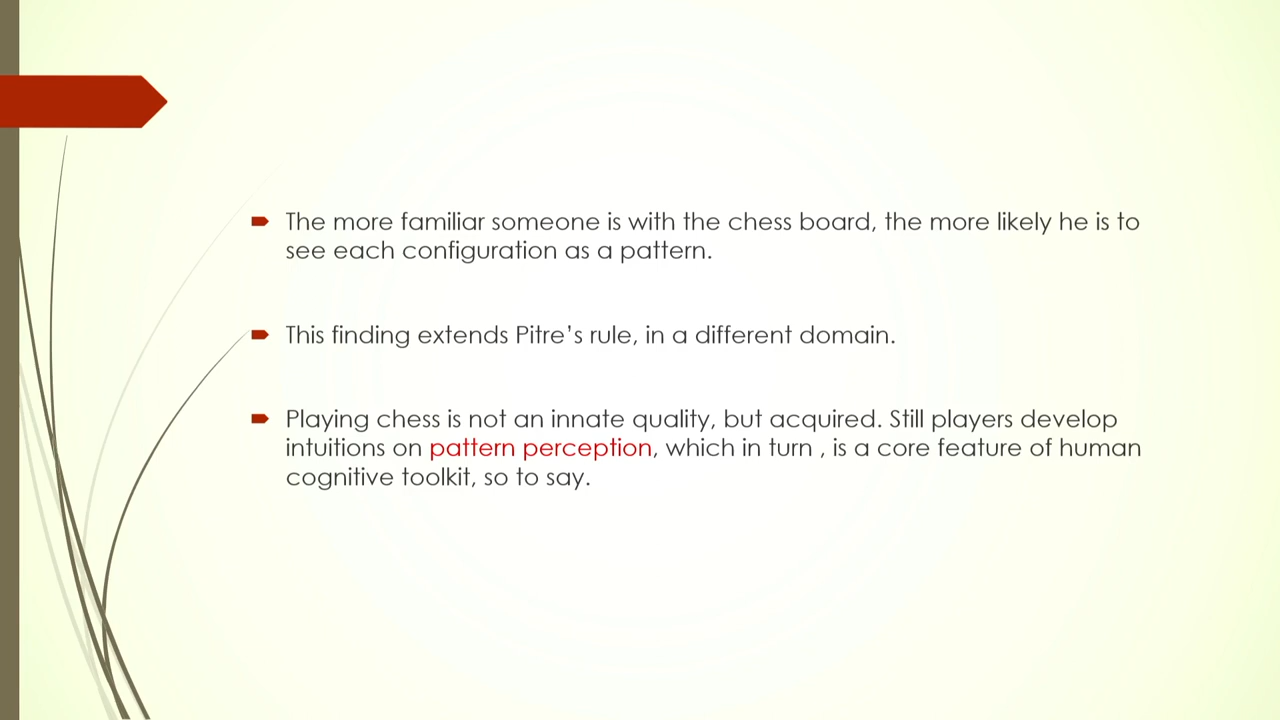 The more familiar someone is with the chess board, the more likely he is to
see each configuration as a pattern.
This finding extends Pitre's rule, in a different domain.
Playing chess is not an innate quality, but acquired. Still players develop
intuitions on pattern perception, which in turn , is a core feature of human
cognitive toolkit, so to say.